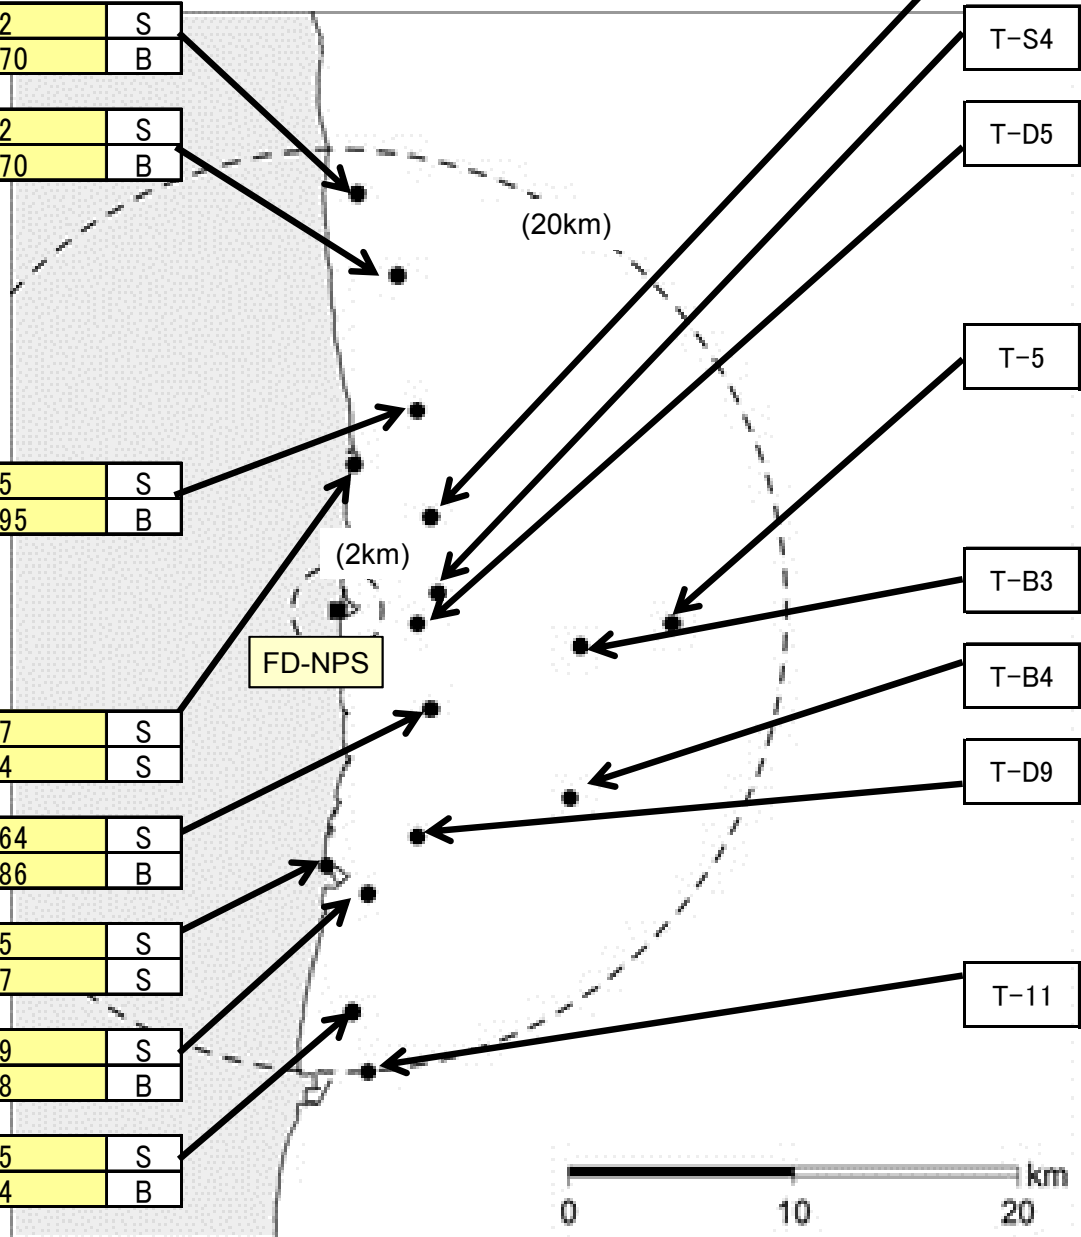 2 S
70 B
T-S4
2 S
70 B
T-D5
(20km)
T-5
5 S
95 B
(2km)
T-B3
FD-NPS
T-B4
7 S
4 S
T-D9
64 S
86 B
5 S
7 S
T-11
9 S
8 B
5 S
4 B
km
0 10 20